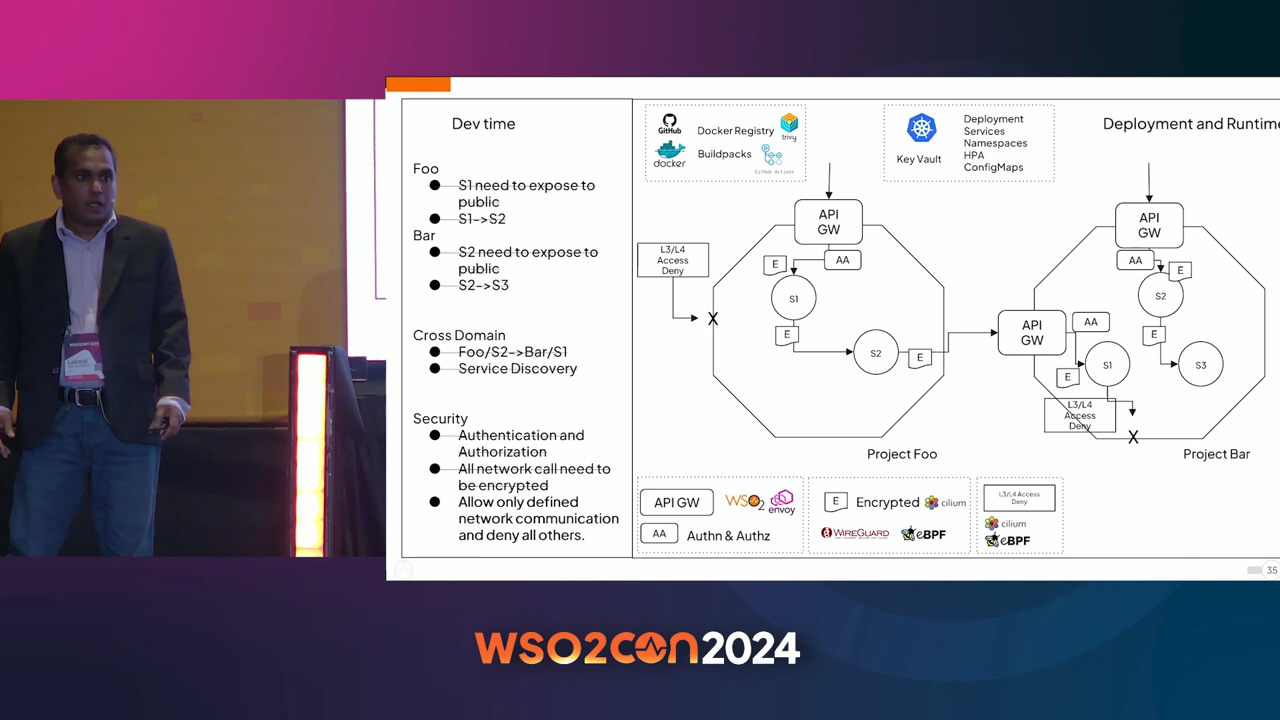 Dev time
Foo
S1 need to expose to
public
S1->S2
Bar
S2 need to expose to
public
S2->S3
Cross Domain
Foo/S2->Bar/S1
Service Discovery
Security
Authentication and
Authorization
All network call need to
be encrypted
Allow only defined
network communication
and deny all others.
GitHub
Docker Registry
trivy
docker
Buildpacks
GitHub Actions
Key Vault
Deployment
Services
Namespaces
HPA
ConfigMaps
Deployment and Runtime
API
GW
AA
E
S1
E
S2
E
L3/L4
Access
Deny
X
Project Foo
API
GW
AA
E
S2
E
S3
API
GW
AA
E
S1
L3/L4
Access
Deny
X
Project Bar
API GW
WSO2
envoy
AA
Authn & Authz
E
Encrypted
cilium
WIREGUARD
eBPF
L3/L4 Access
Deny
cilium
eBPF
35
Lakmal
WSO2CON2024